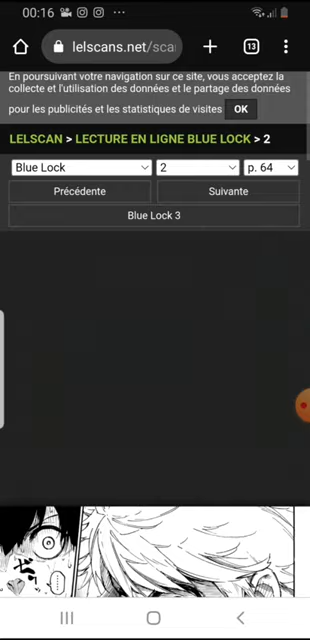 00:16
lelscans.net/sca
13
En poursuivant votre navigation sur ce site, vous acceptez la
collecte et l'utilisation des données et le partage des données
pour les publicités et les statistiques de visites OK
LELSCAN > LECTURE EN LIGNE BLUE LOCK > 2
Blue Lock 2 p. 64
Précédente Suivante
Blue Lock 3